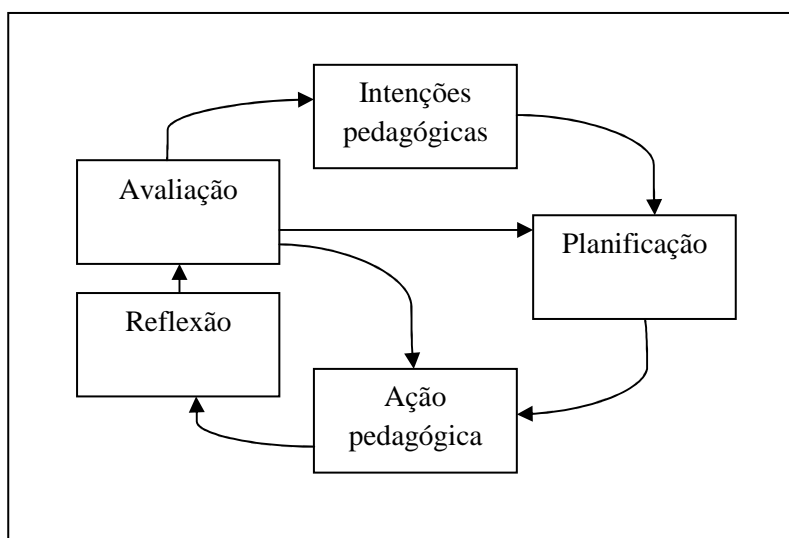 Intenções
pedagógicas
Avaliação
Planificação
Reflexão
Ação
pedagógica